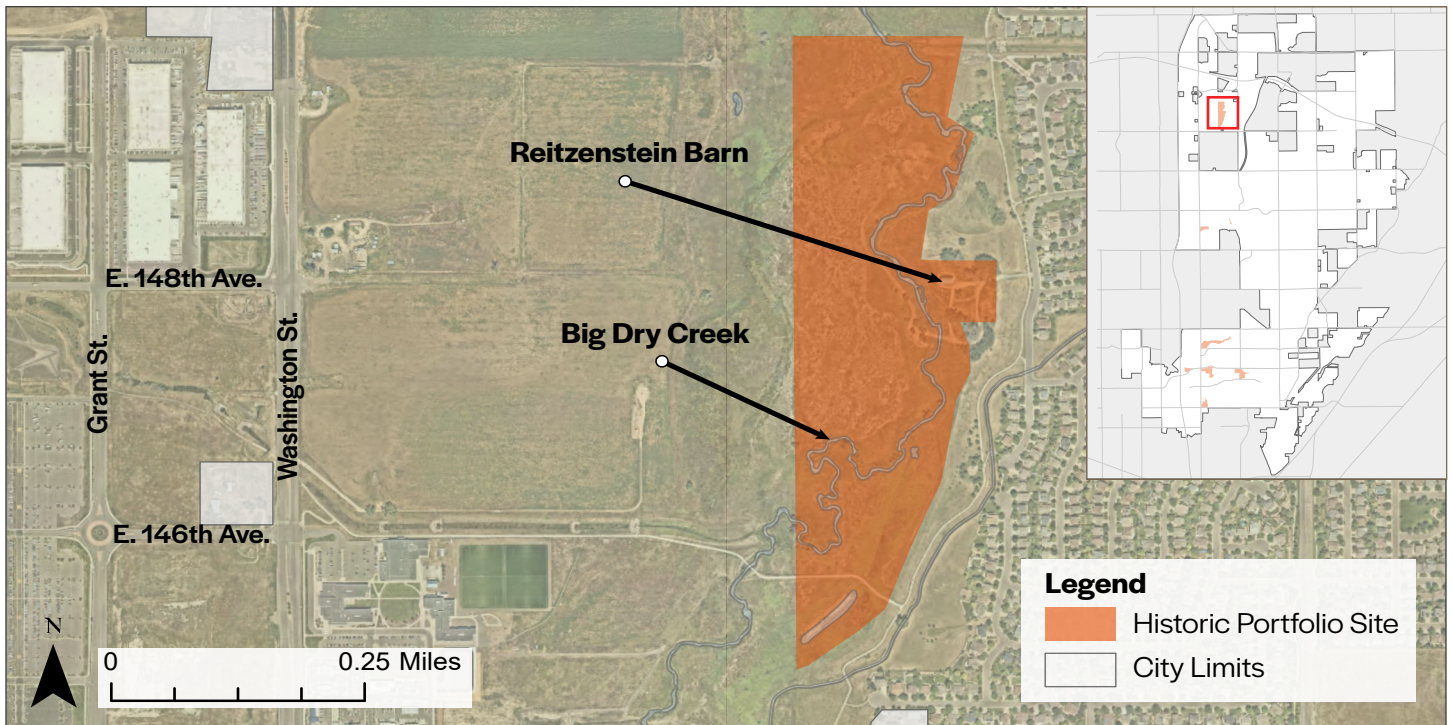 Reitzenstein Barn
E. 148th Ave.
Big Dry Creek
Grant St.
Washington St.
E. 146th Ave.
N
0 0.25 Miles
Legend
Historic Portfolio Site
City Limits